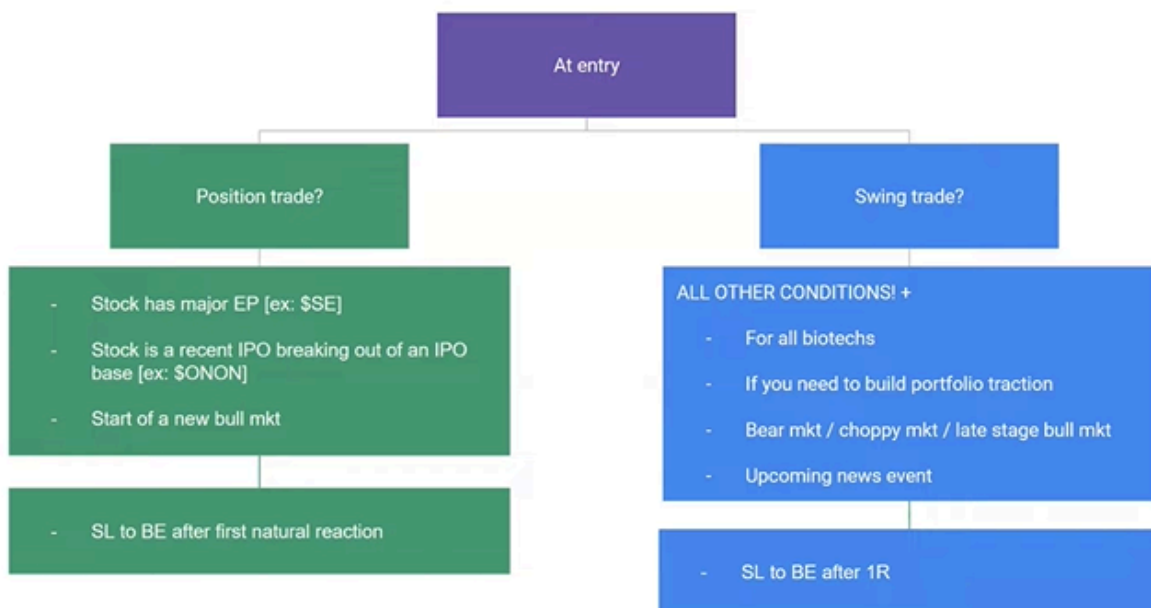 At entry
Position trade?
- Stock has major EP [ex: $SE]
- Stock is a recent IPO breaking out of an IPO
base [ex: $ONON]
- Start of a new bull mkt
- SL to BE after first natural reaction
Swing trade?
ALL OTHER CONDITIONS! +
- For all biotechs
- If you need to build portfolio traction
- Bear mkt / choppy mkt / late stage bull mkt
- Upcoming news event
- SL to BE after 1R